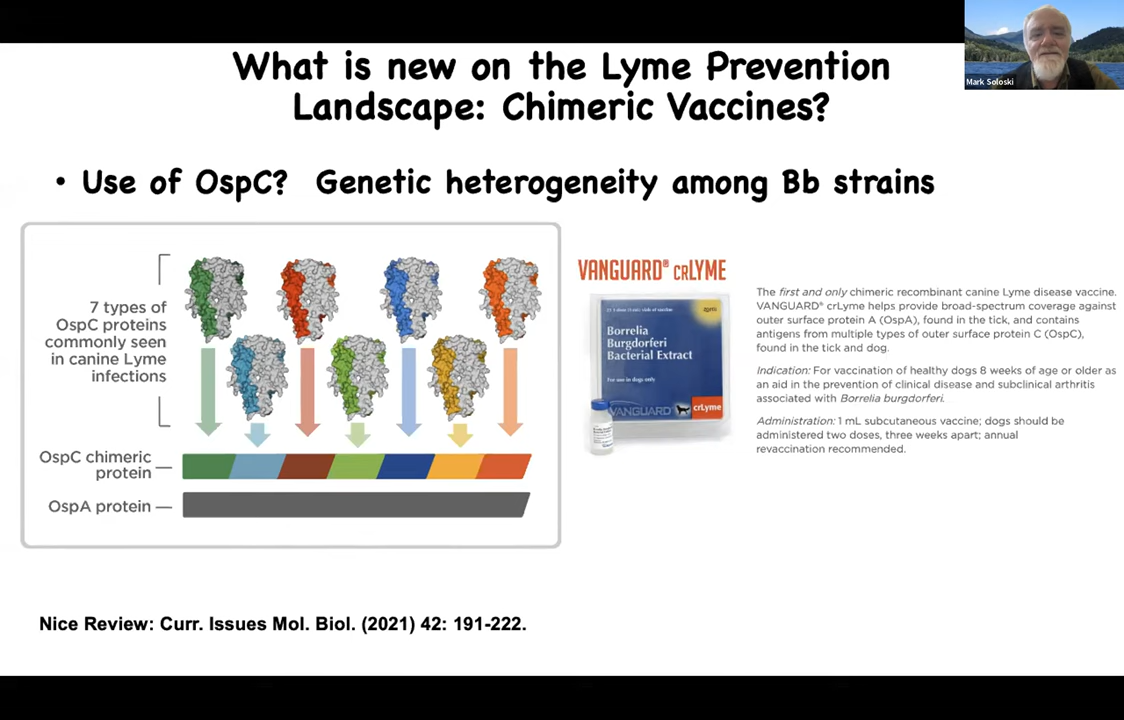 What is new on the Lyme Prevention
Landscape: Chimeric Vaccines?
Mark Soloski
• Use of OspC? Genetic heterogeneity among Bb strains
7 types of
OspC proteins
commonly seen
in canine Lyme
infections
OspC chimeric
protein
OspA protein
VANGUARD® CRLYME
zoetis
Borrelia
Burgdorferi
Bacterial Extract
For use in dogs only
VANGUARD crLyme
The first and only chimeric recombinant canine Lyme disease vaccine.
VANGUARD® crLyme helps provide broad-spectrum coverage against
outer surface protein A (OspA), found in the tick, and contains
antigens from multiple types of outer surface protein C (OspC),
found in the tick and dog.
Indication: For vaccination of healthy dogs 8 weeks of age or older as
an aid in the prevention of clinical disease and subclinical arthritis
associated with Borrelia burgdorferi.
Administration: 1 mL subcutaneous vaccine; dogs should be
administered two doses, three weeks apart; annual
revaccination recommended.
Nice Review: Curr. Issues Mol. Biol. (2021) 42: 191-222.